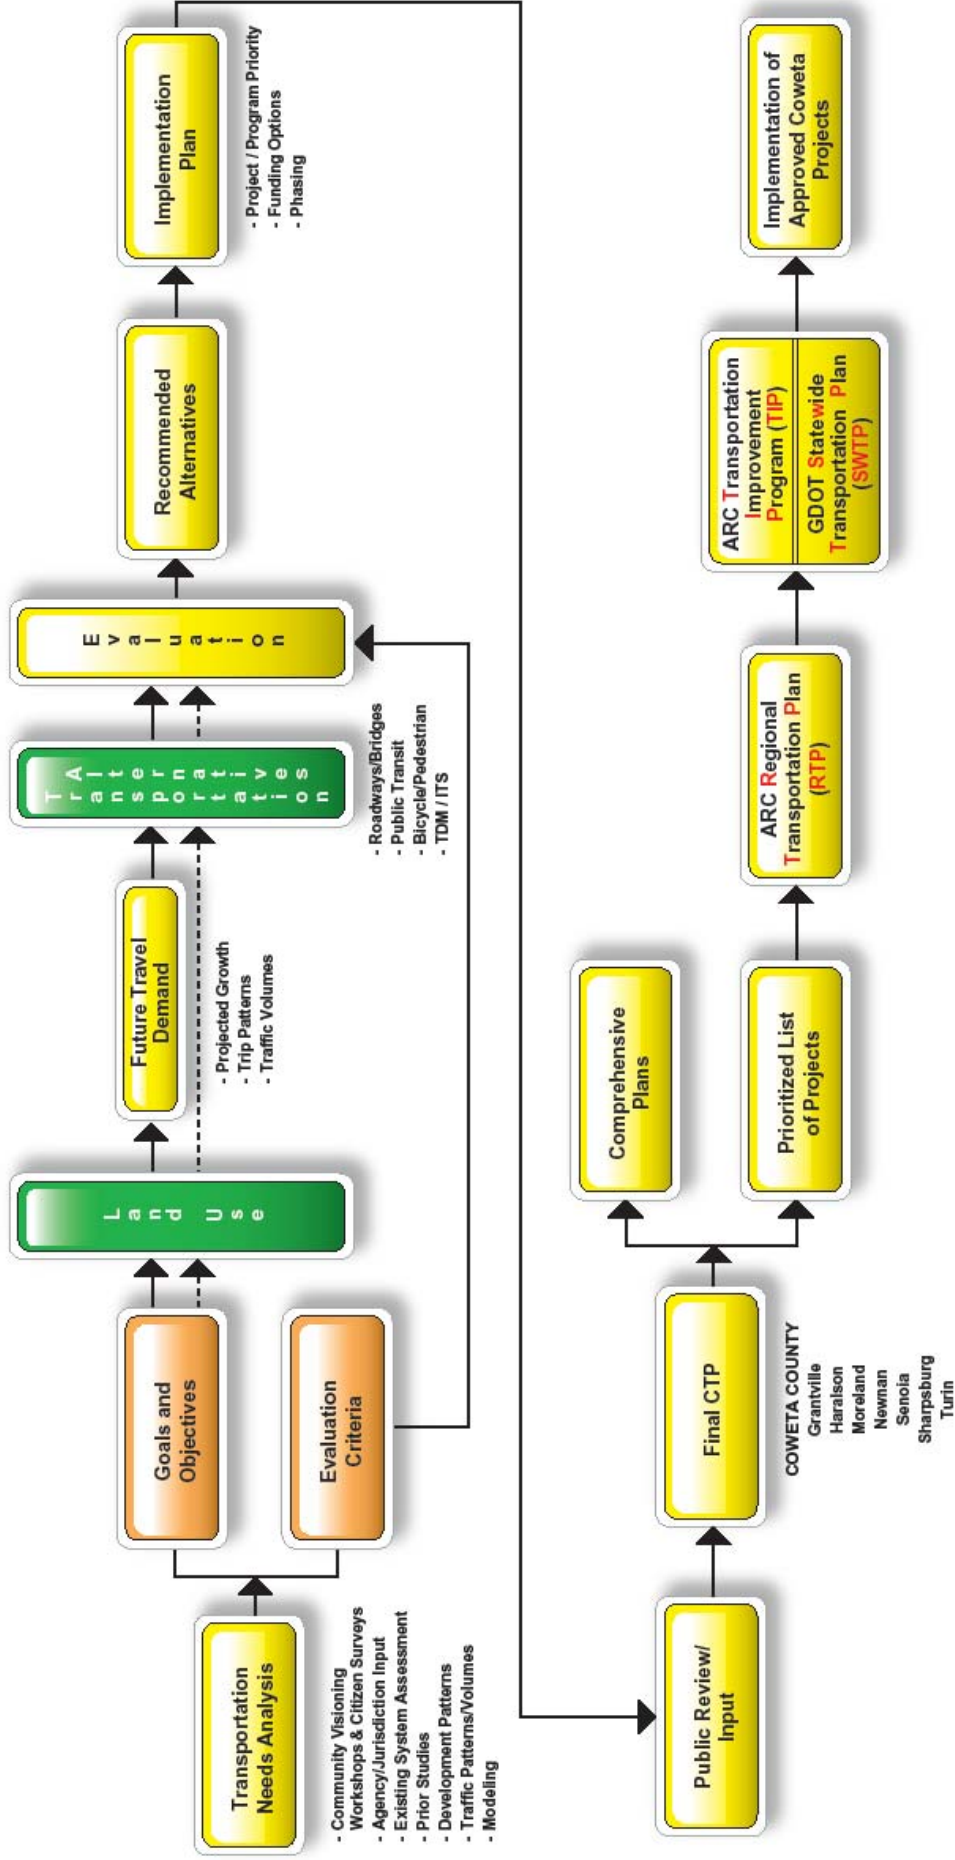 Transportation
Needs Analysis
- Community Visioning
Workshops & Citizen Surveys
- Agency/Jurisdiction Input
- Existing System Assessment
- Prior Studies
- Development Patterns
- Traffic Patterns/Volumes
- Modeling
Goals and
Objectives
Evaluation
Criteria
Land Use
Future Travel
Demand
- Projected Growth
- Trip Patterns
- Traffic Volumes
Transportation
Alternatives
- Roadways/Bridges
- Public Transit
- Bicycle/Pedestrian
- TDM / ITS
Evaluation
Recommended
Alternatives
Implementation
Plan
- Project / Program Priority
- Funding Options
- Phasing
Public Review/
Input
Final CTP
COWETA COUNTY
Grantville
Haralson
Moreland
Newnan
Senoia
Sharpsburg
Turin
Comprehensive
Plans
Prioritized List
of Projects
ARC Regional
Transportation Plan
(RTP)
ARC Transportation
Improvement
Program (TIP)
GDOT Statewide
Transportation Plan
(SWTP)
Implementation of
Approved Coweta
Projects